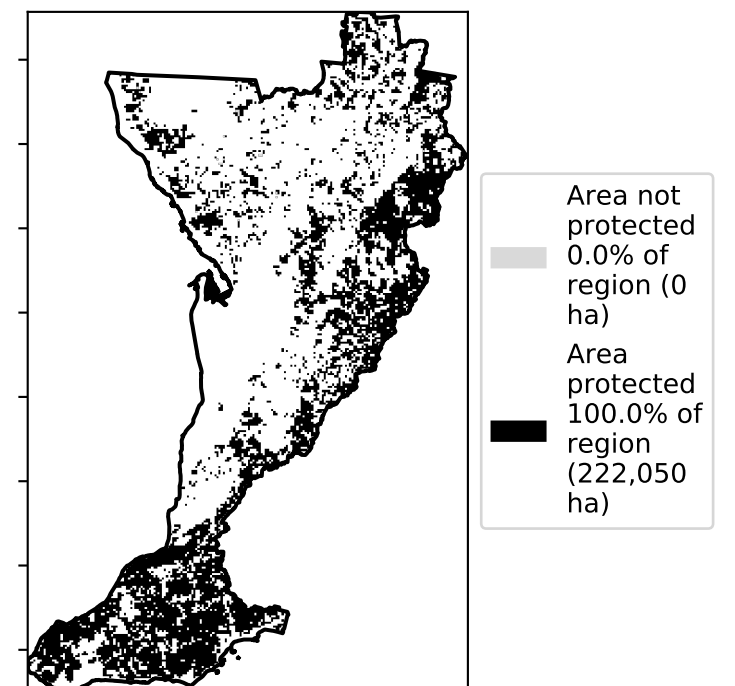 Area not
protected
0.0% of
region (0
ha)
Area
protected
100.0% of
region
(222,050
ha)